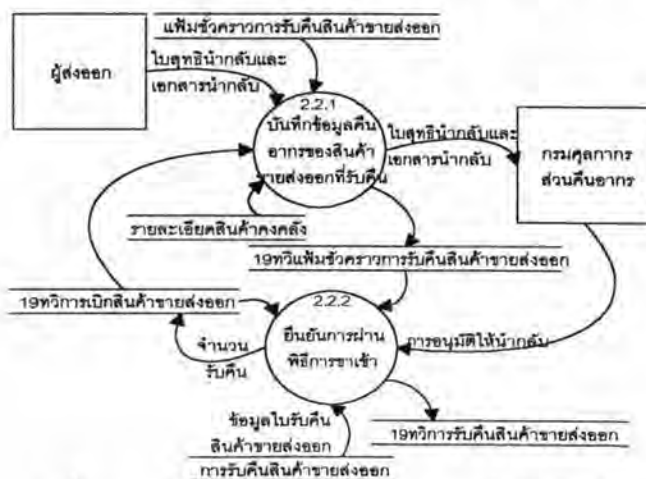 แฟ้มชั่วคราวการรับคืนสินค้าขายส่งออก
ผู้ส่งออก
ใบสุทธินำกลับและ
เอกสารนำกลับ
2.2.1
บันทึกข้อมูลคืน
อากรของสินค้า
ขายส่งออกที่รับคืน
ใบสุทธินำกลับและ
เอกสารนำกลับ
กรมศุลกากร
ส่วนคืนอากร
รายละเอียดสินค้าคงคลัง
19ทวิแฟ้มชั่วคราวการรับคืนสินค้าขายส่งออก
19ทวิการเบิกสินค้าขายส่งออก
2.2.2
ยืนยันการผ่าน
พิธีการขาเข้า
จำนวน
รับคืน
การอนุมัติให้นำกลับ
ข้อมูลใบรับคืน
สินค้าขายส่งออก
19ทวิการรับคืนสินค้าขายส่งออก
การรับคืนสินค้าขายส่งออก